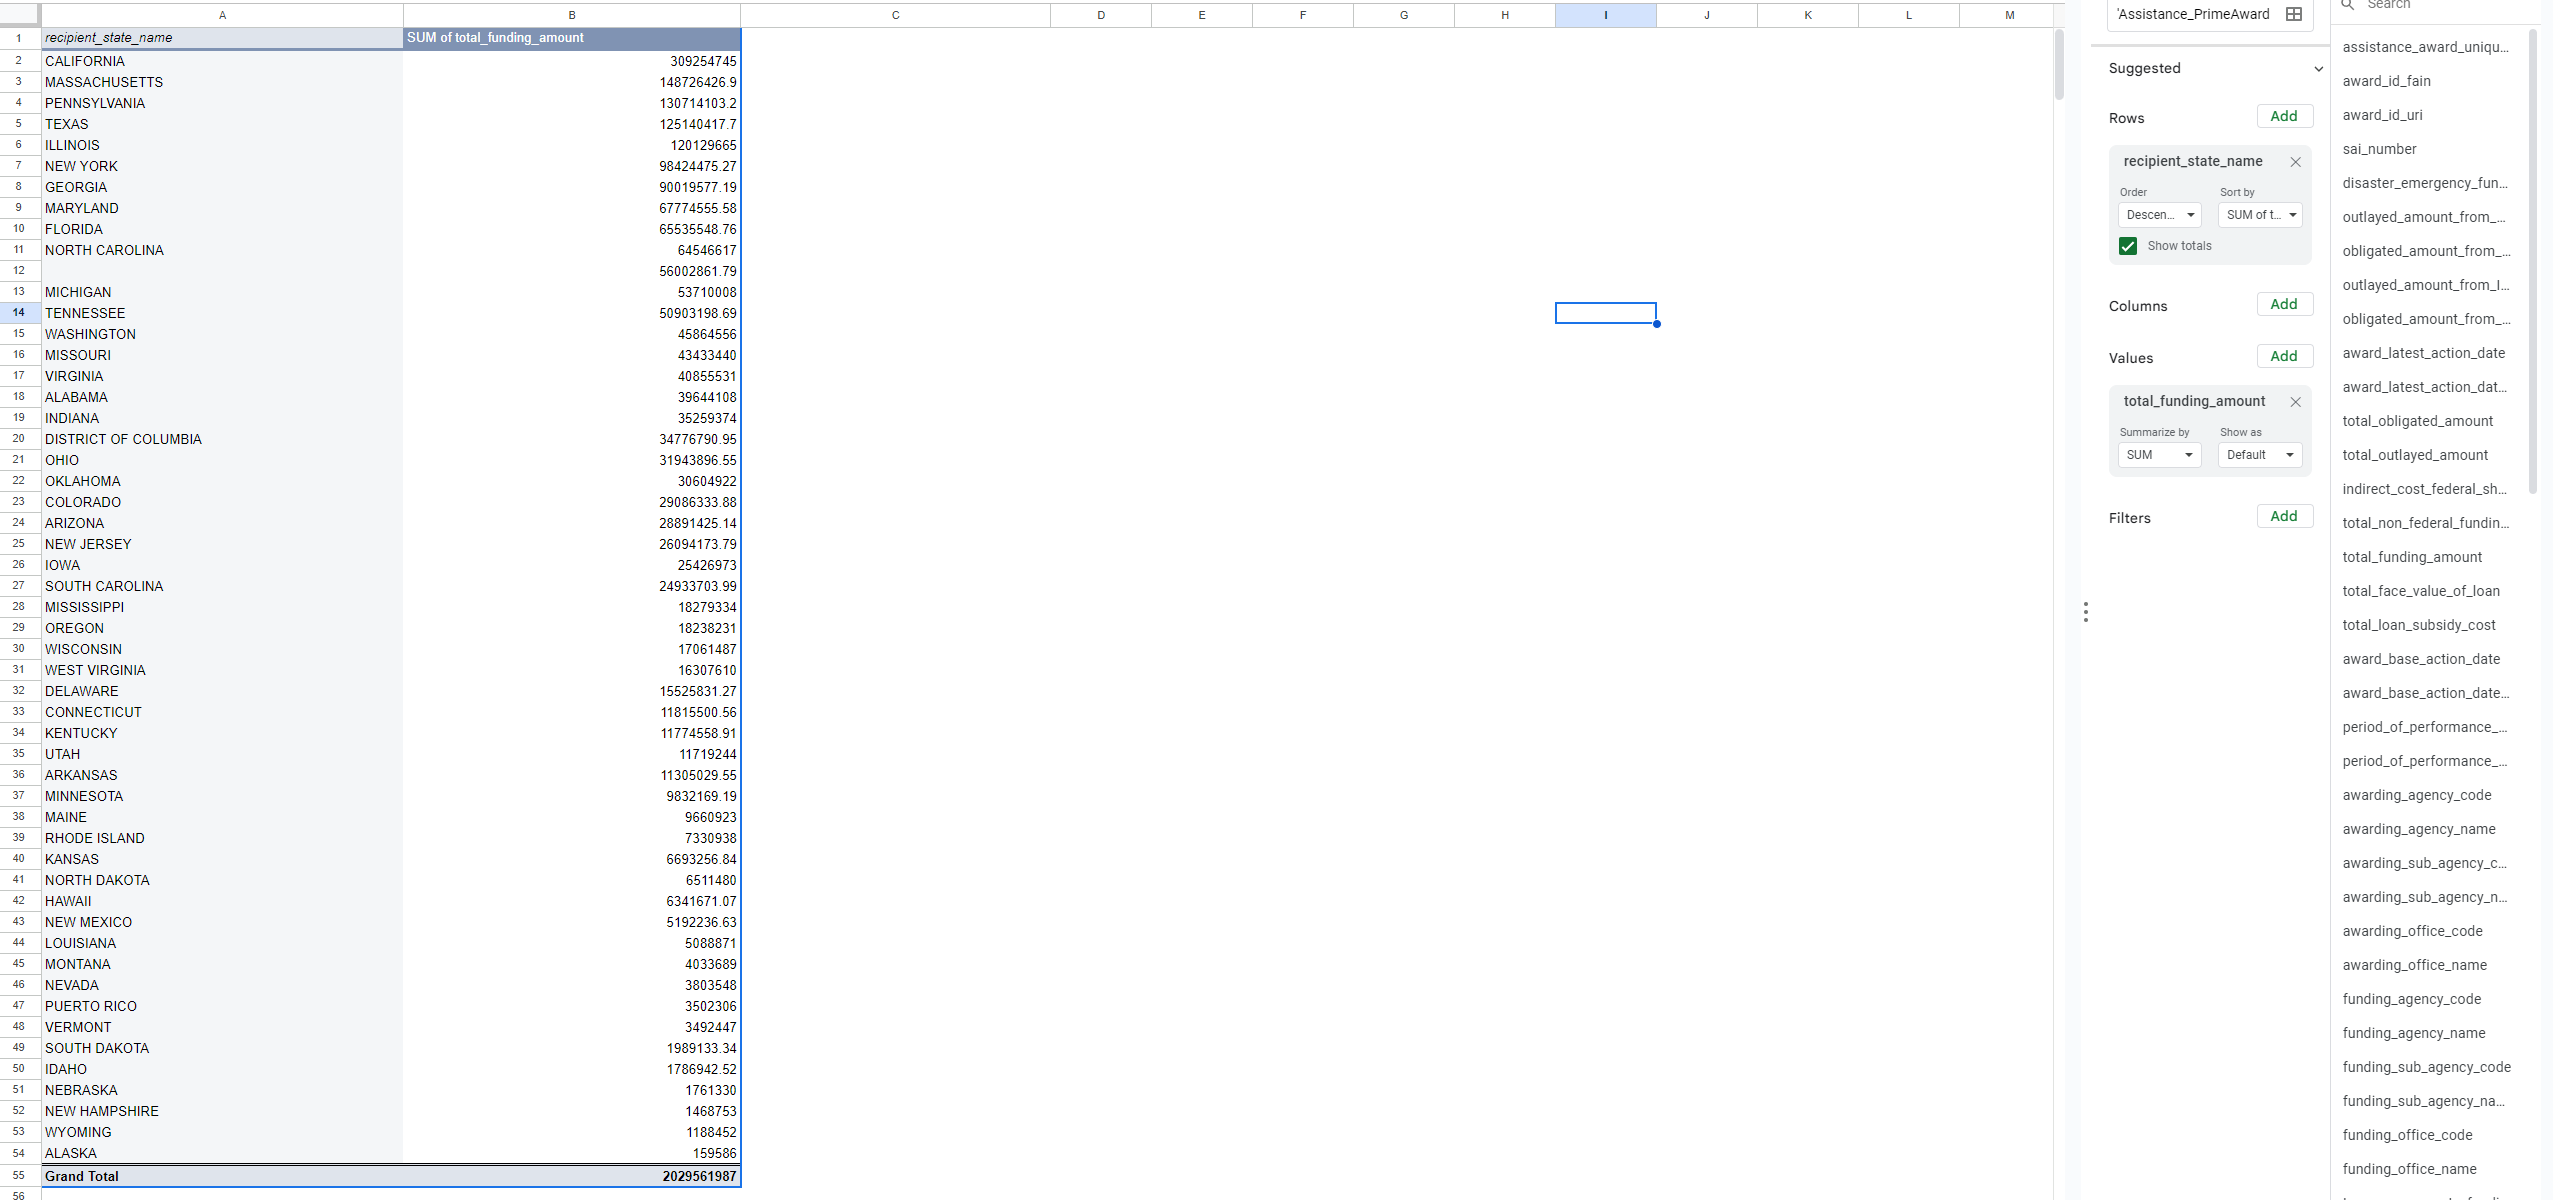 A B C D E F G H I J K L M
1 recipient_state_name SUM of total_funding_amount
2 CALIFORNIA 309254745
3 MASSACHUSETTS 148726426.9
4 PENNSYLVANIA 130714103.2
5 TEXAS 125140417.7
6 ILLINOIS 120129665
7 NEW YORK 98424475.27
8 GEORGIA 90019577.19
9 MARYLAND 67774555.58
10 FLORIDA 65535548.76
11 NORTH CAROLINA 64546617
12 56002861.79
13 MICHIGAN 53710008
14 TENNESSEE 50903198.69
15 WASHINGTON 45864556
16 MISSOURI 43433440
17 VIRGINIA 40855531
18 ALABAMA 39644108
19 INDIANA 35259374
20 DISTRICT OF COLUMBIA 34776790.95
21 OHIO 31943896.55
22 OKLAHOMA 30604922
23 COLORADO 29086333.88
24 ARIZONA 28891425.14
25 NEW JERSEY 26094173.79
26 IOWA 25426973
27 SOUTH CAROLINA 24933703.99
28 MISSISSIPPI 18279334
29 OREGON 18238231
30 WISCONSIN 17061487
31 WEST VIRGINIA 16307610
32 DELAWARE 15525831.27
33 CONNECTICUT 11815500.56
34 KENTUCKY 11774558.91
35 UTAH 11719244
36 ARKANSAS 11305029.55
37 MINNESOTA 9832169.19
38 MAINE 9660923
39 RHODE ISLAND 7330938
40 KANSAS 6693256.84
41 NORTH DAKOTA 6511480
42 HAWAII 6341671.07
43 NEW MEXICO 5192236.63
44 LOUISIANA 5088871
45 MONTANA 4033689
46 NEVADA 3803548
47 PUERTO RICO 3502306
48 VERMONT 3492447
49 SOUTH DAKOTA 1989133.34
50 IDAHO 1786942.52
51 NEBRASKA 1761330
52 NEW HAMPSHIRE 1468753
53 WYOMING 1188452
54 ALASKA 159586
55 Grand Total 2029561987
56
'Assistance_PrimeAward
Suggested
Rows Add
recipient_state_name
Order Sort by
Descen... SUM of t...
Show totals
Columns Add
Values Add
total_funding_amount
Summarize by Show as
SUM Default
Filters Add
Search
assistance_award_uniqu...
award_id_fain
award_id_uri
sai_number
disaster_emergency_fun...
outlayed_amount_from_...
obligated_amount_from_...
outlayed_amount_from_I...
obligated_amount_from_...
award_latest_action_date
award_latest_action_dat...
total_obligated_amount
total_outlayed_amount
indirect_cost_federal_sh...
total_non_federal_fundin...
total_funding_amount
total_face_value_of_loan
total_loan_subsidy_cost
award_base_action_date
award_base_action_date...
period_of_performance_...
period_of_performance_...
awarding_agency_code
awarding_agency_name
awarding_sub_agency_c...
awarding_sub_agency_n...
awarding_office_code
awarding_office_name
funding_agency_code
funding_agency_name
funding_sub_agency_code
funding_sub_agency_na...
funding_office_code
funding_office_name